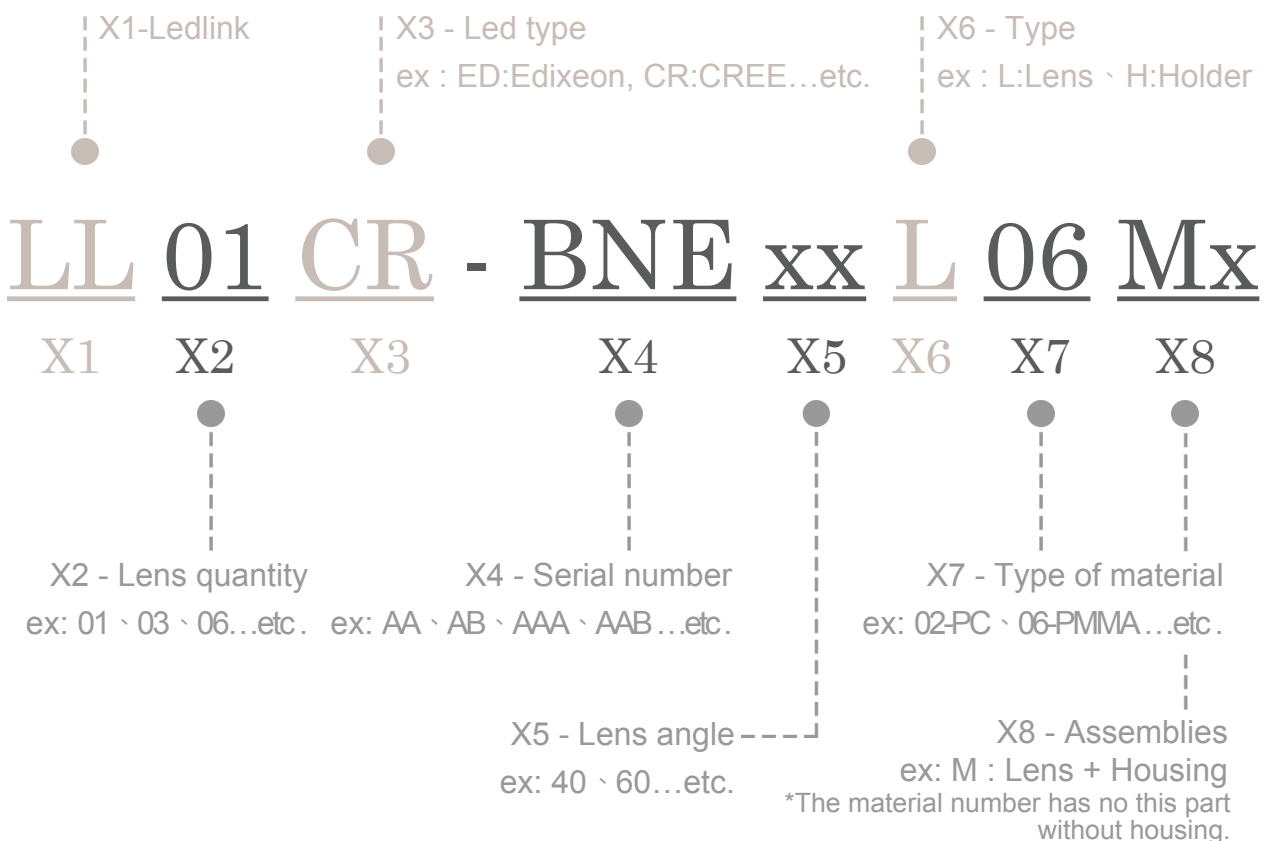 X1-Ledlink
X3 - Led type
ex : ED:Edixeon, CR:CREE…etc.
X6 - Type
ex : L:Lens、H:Holder
LL 01 CR - BNE xx L 06 Mx
X1 X2 X3 X4 X5 X6 X7 X8
X2 - Lens quantity
ex: 01、03、06…etc.
X4 - Serial number
ex: AA、AB、AAA、AAB…etc.
X7 - Type of material
ex: 02-PC、06-PMMA…etc.
X5 - Lens angle
ex: 40、60…etc.
X8 - Assemblies
ex: M : Lens + Housing
*The material number has no this part
without housing.